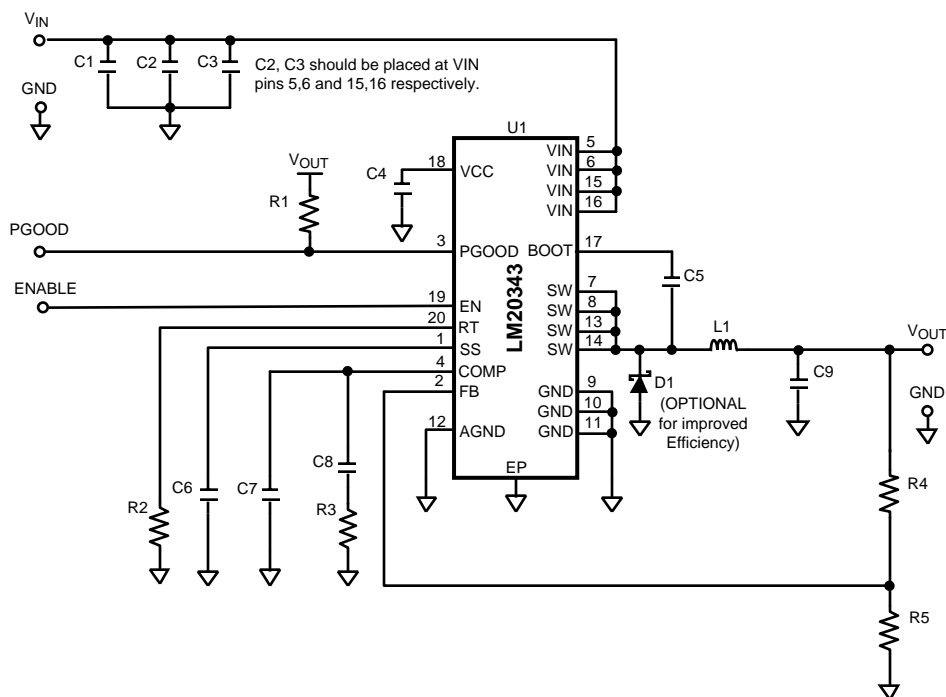 VIN
C1
C2
C3
C2, C3 should be placed at VIN
pins 5,6 and 15,16 respectively.
GND
U1
18
VCC
C4
VIN
5
VIN
6
VIN
15
VIN
16
VOUT
R1
PGOOD
3
PGOOD
BOOT
17
C5
ENABLE
19
EN
20
RT
1
SS
4
COMP
2
FB
12
AGND
LM20343
SW
7
SW
8
SW
13
SW
14
L1
VOUT
D1
(OPTIONAL
for improved
Efficiency)
C9
GND
GND
9
GND
10
GND
11
EP
C8
C6
C7
R2
R3
R4
R5